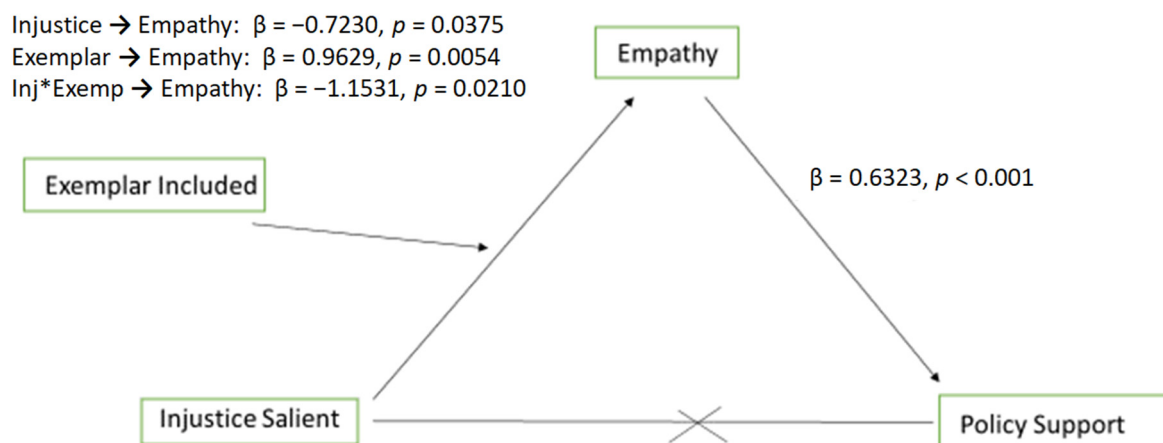 Injustice → Empathy: β = −0.7230, p = 0.0375
Exemplar → Empathy: β = 0.9629, p = 0.0054
Inj*Exemp → Empathy: β = −1.1531, p = 0.0210
Empathy
Exemplar Included
β = 0.6323, p < 0.001
Injustice Salient
Policy Support